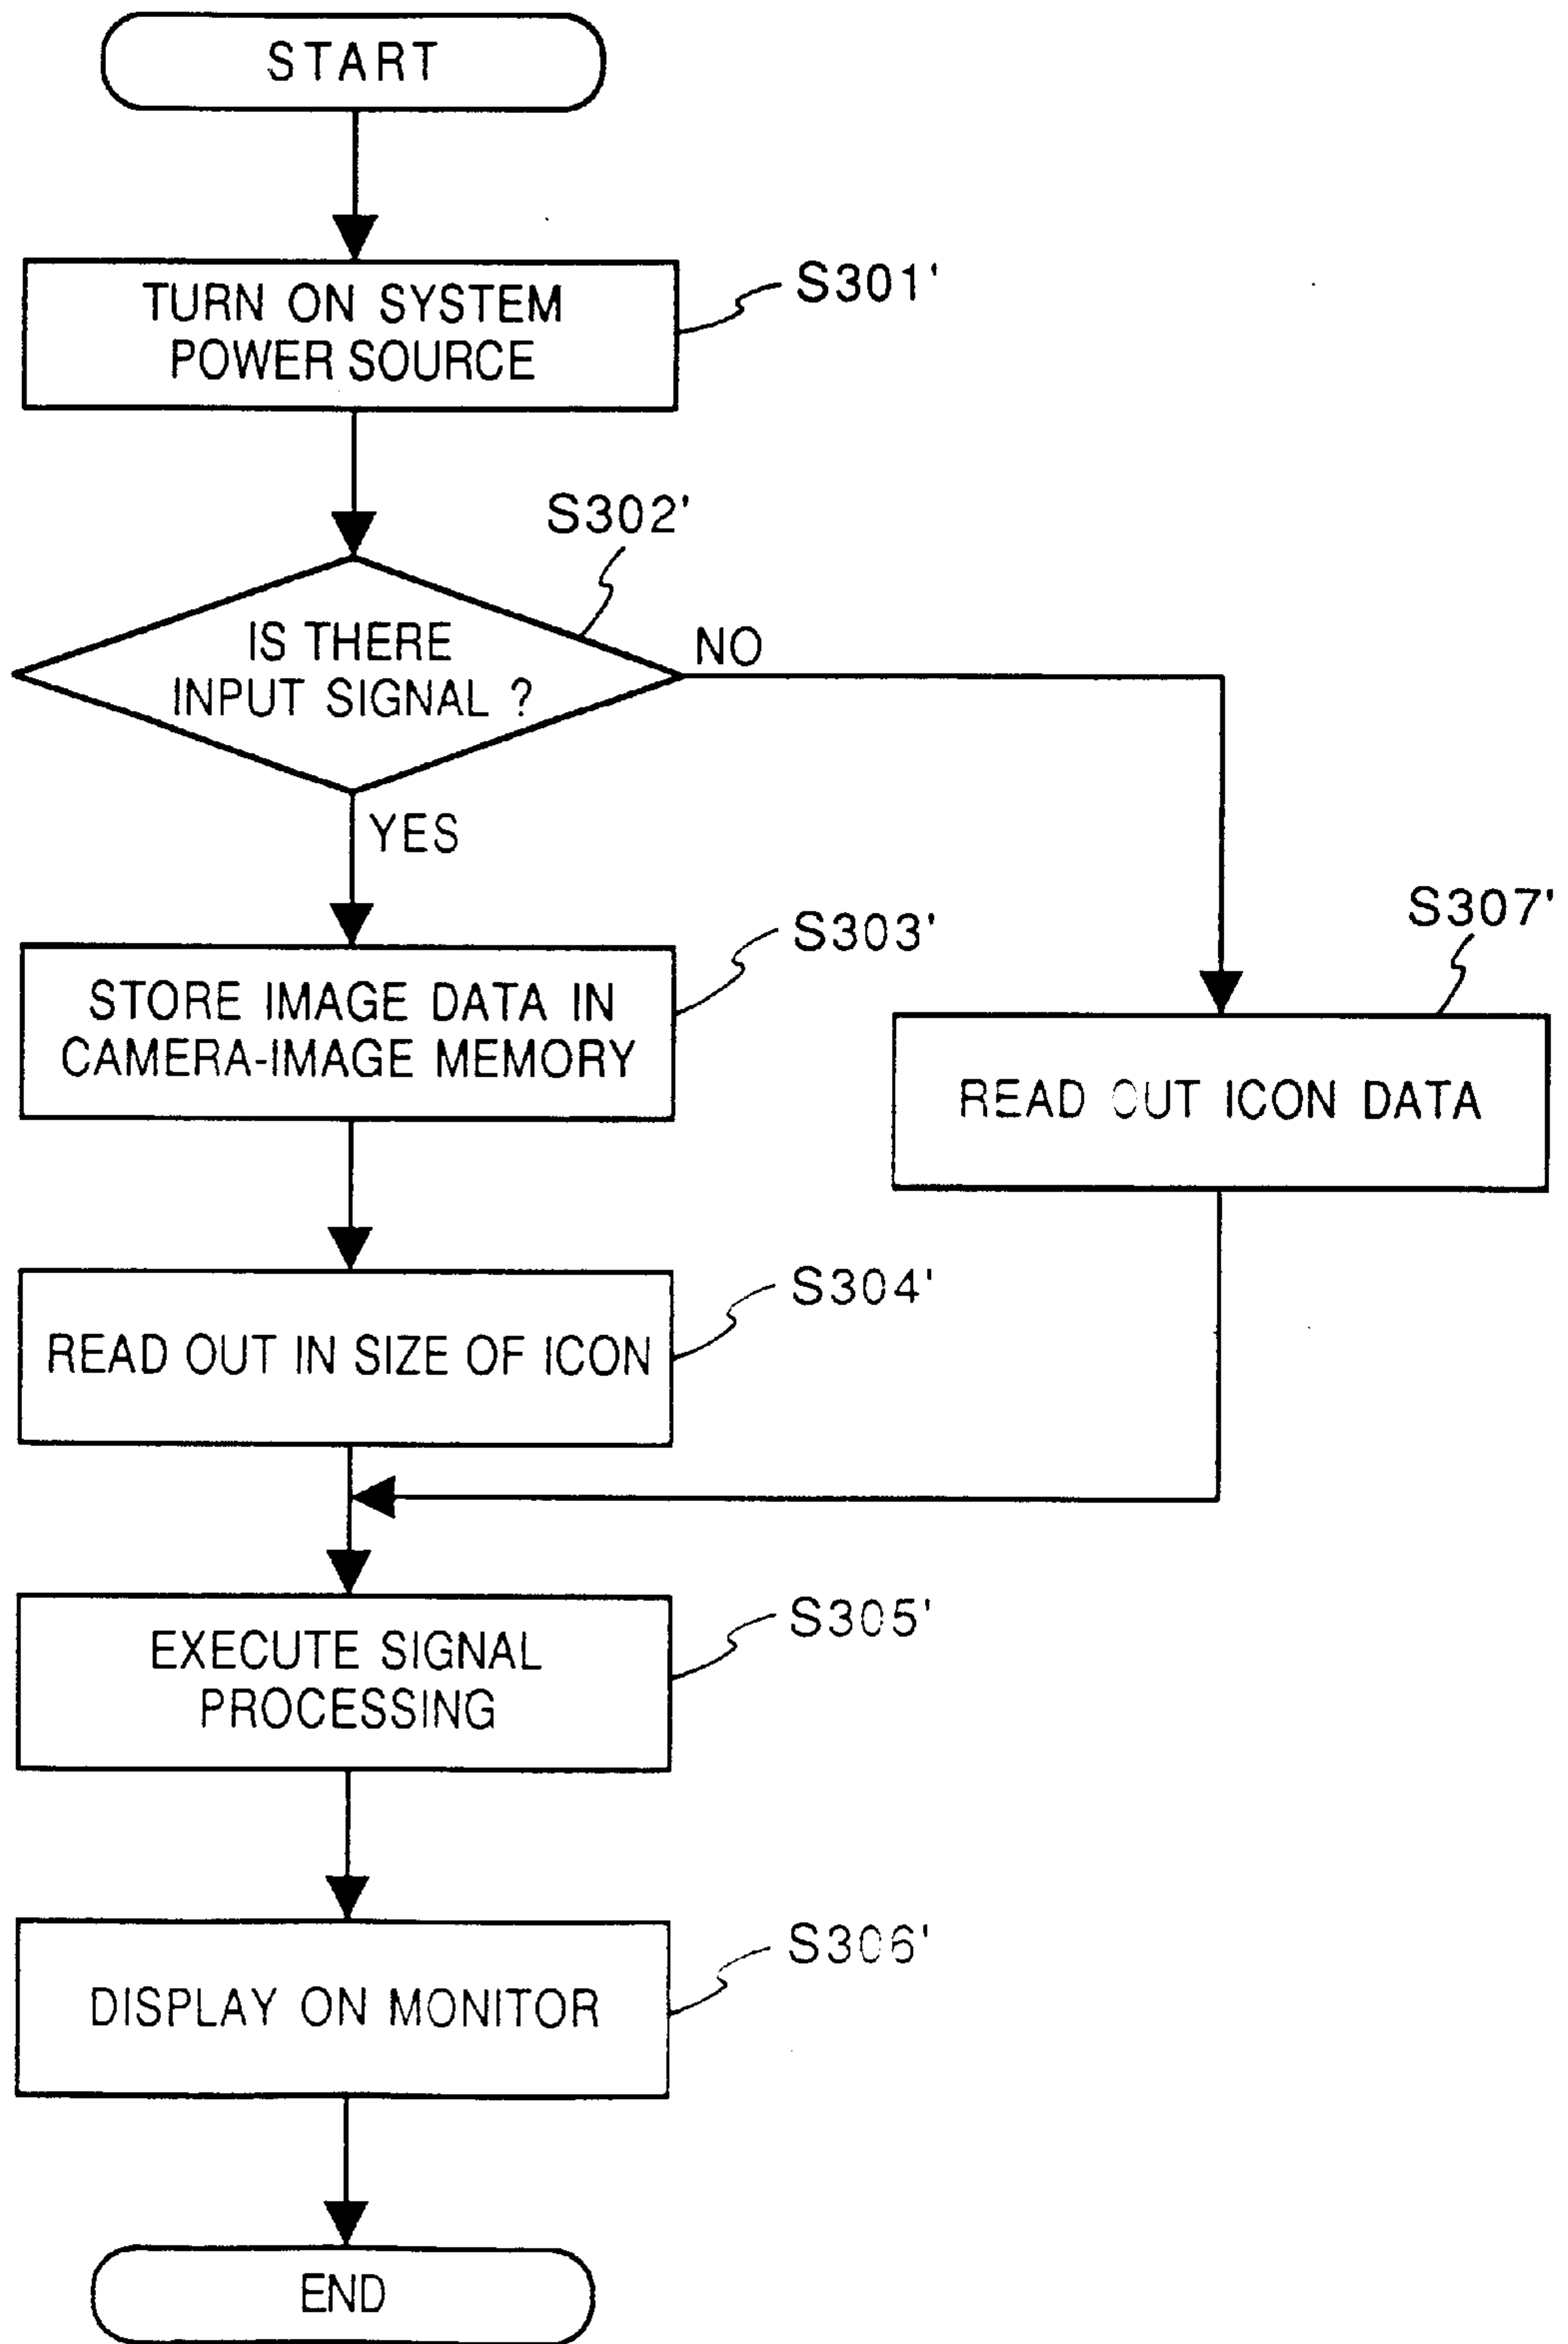 START
TURN ON SYSTEM
POWER SOURCE
S301'
S302'
IS THERE
INPUT SIGNAL ?
NO
YES
S303'
STORE IMAGE DATA IN
CAMERA-IMAGE MEMORY
S307'
READ OUT ICON DATA
S304'
READ OUT IN SIZE OF ICON
S305'
EXECUTE SIGNAL
PROCESSING
S306'
DISPLAY ON MONITOR
END